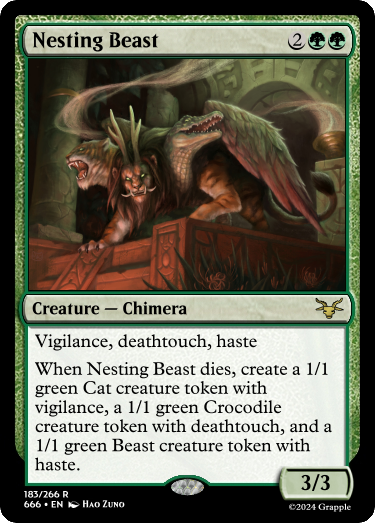 Nesting Beast 2
Creature — Chimera
Vigilance, deathtouch, haste
When Nesting Beast dies, create a 1/1
green Cat creature token with
vigilance, a 1/1 green Crocodile
creature token with deathtouch, and a
1/1 green Beast creature token with
haste.
3/3
183/266 R
666 • EN Hao Zuno
©2024 Grapple